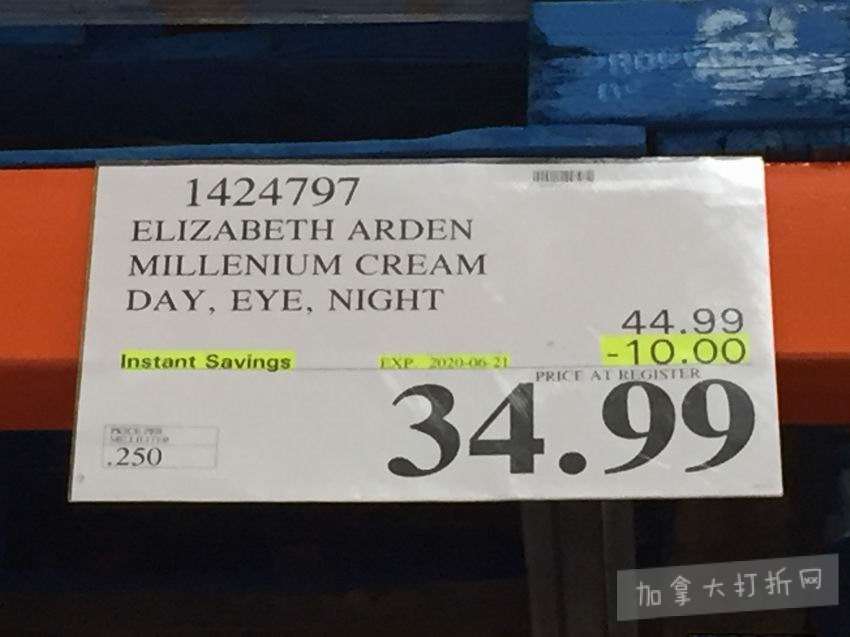 1424797
ELIZABETH ARDEN
MILLENIUM CREAM
DAY, EYE, NIGHT
44.99
Instant Savings EXP. 2020-06-21 -10.00
PRICE AT REGISTER
34.99
PRICE PER
MILLILITER
.250
加拿大打折网